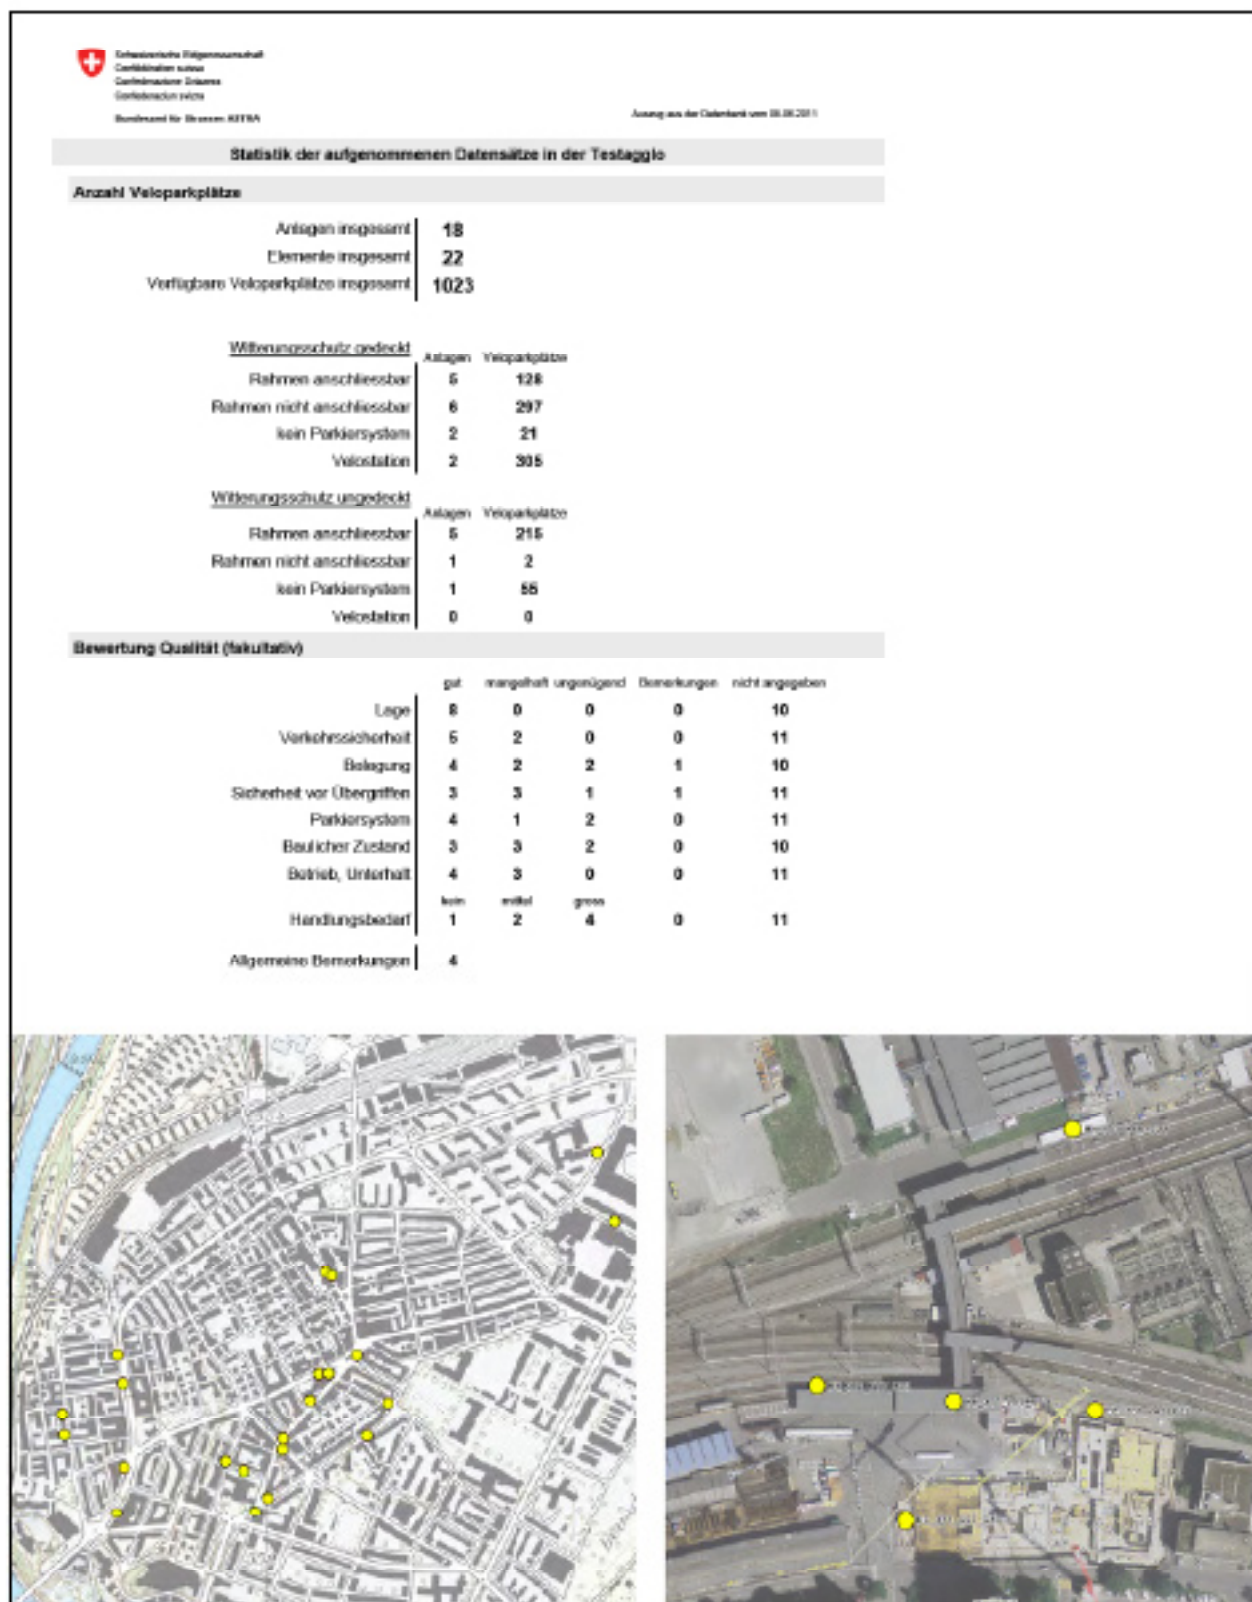 Schweizerische Eidgenossenschaft
Confédération suisse
Confederazione Svizzera
Confederaziun svizra
Bundesamt für Strassen ASTRA
Auszug aus der Datenbank vom
Statistik der aufgenommenen Datensätze in der Testagglo
Anzahl Veloparkplätze
Anlagen insgesamt 18
Elemente insgesamt 22
Verfügbare Veloparkplätze insgesamt 1023
Witterungsschutz gedeckt Anlagen Veloparkplätze
Rahmen anschliessbar 5 128
Rahmen nicht anschliessbar 6 297
kein Parkiersystem 2 21
Velostation 2 305
Witterungsschutz ungedeckt Anlagen Veloparkplätze
Rahmen anschliessbar 5 215
Rahmen nicht anschliessbar 1 2
kein Parkiersystem 1 55
Velostation 0 0
Bewertung Qualität (fakultativ)
gut mangelhaft ungenügend Bemerkungen nicht angegeben
Lage 8 0 0 0 10
Verkehrssicherheit 5 2 0 0 11
Belegung 4 2 2 1 10
Sicherheit vor Übergriffen 3 3 1 1 11
Parkiersystem 4 1 2 0 11
Baulicher Zustand 3 3 2 0 10
Betrieb, Unterhalt 4 3 0 0 11
kein mittel gross
Handlungsbedarf 1 2 4 0 11
Allgemeine Bemerkungen 4